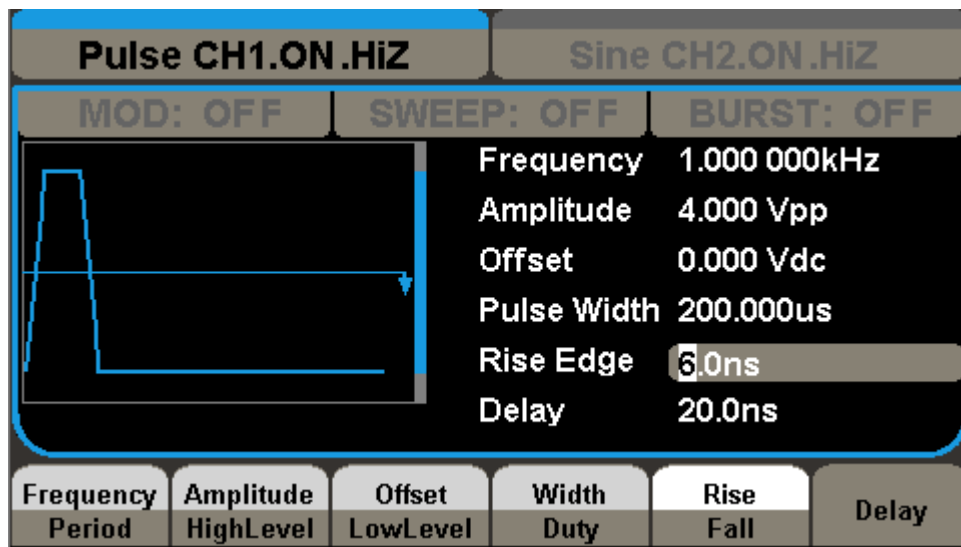 Pulse CH1.ON.HiZ
Sine CH2.ON.HiZ
MOD: OFF
SWEEP: OFF
BURST: OFF
Frequency 1.000 000kHz
Amplitude 4.000 Vpp
Offset 0.000 Vdc
Pulse Width 200.000us
Rise Edge 6.0ns
Delay 20.0ns
Frequency
Period
Amplitude
HighLevel
Offset
LowLevel
Width
Duty
Rise
Fall
Delay